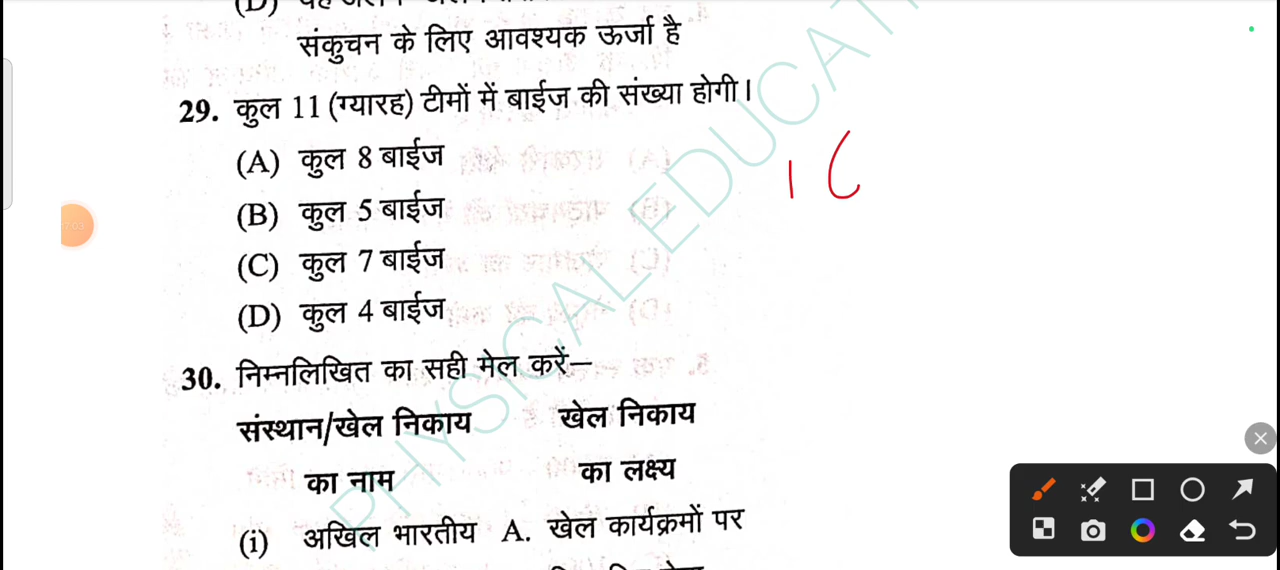 (D)
संकुचन के लिए आवश्यक ऊर्जा है
29. कुल 11 (ग्यारह) टीमों में बाईज की संख्या होगी।
(A) कुल 8 बाईज
(B) कुल 5 बाईज
(C) कुल 7 बाईज
(D) कुल 4 बाईज
30. निम्नलिखित का सही मेल करें—
संस्थान/खेल निकाय खेल निकाय
का नाम का लक्ष्य
(i) अखिल भारतीय A. खेल कार्यक्रमों पर
PHYSICAL EDUCAT